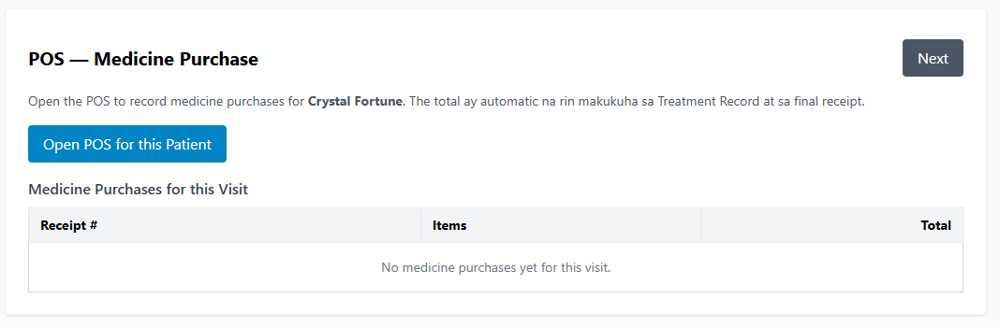 POS — Medicine Purchase
Next
Open the POS to record medicine purchases for Crystal Fortune. The total ay automatic na rin makukuha sa Treatment Record at sa final receipt.
Open POS for this Patient
Medicine Purchases for this Visit
Receipt # Items Total
No medicine purchases yet for this visit.